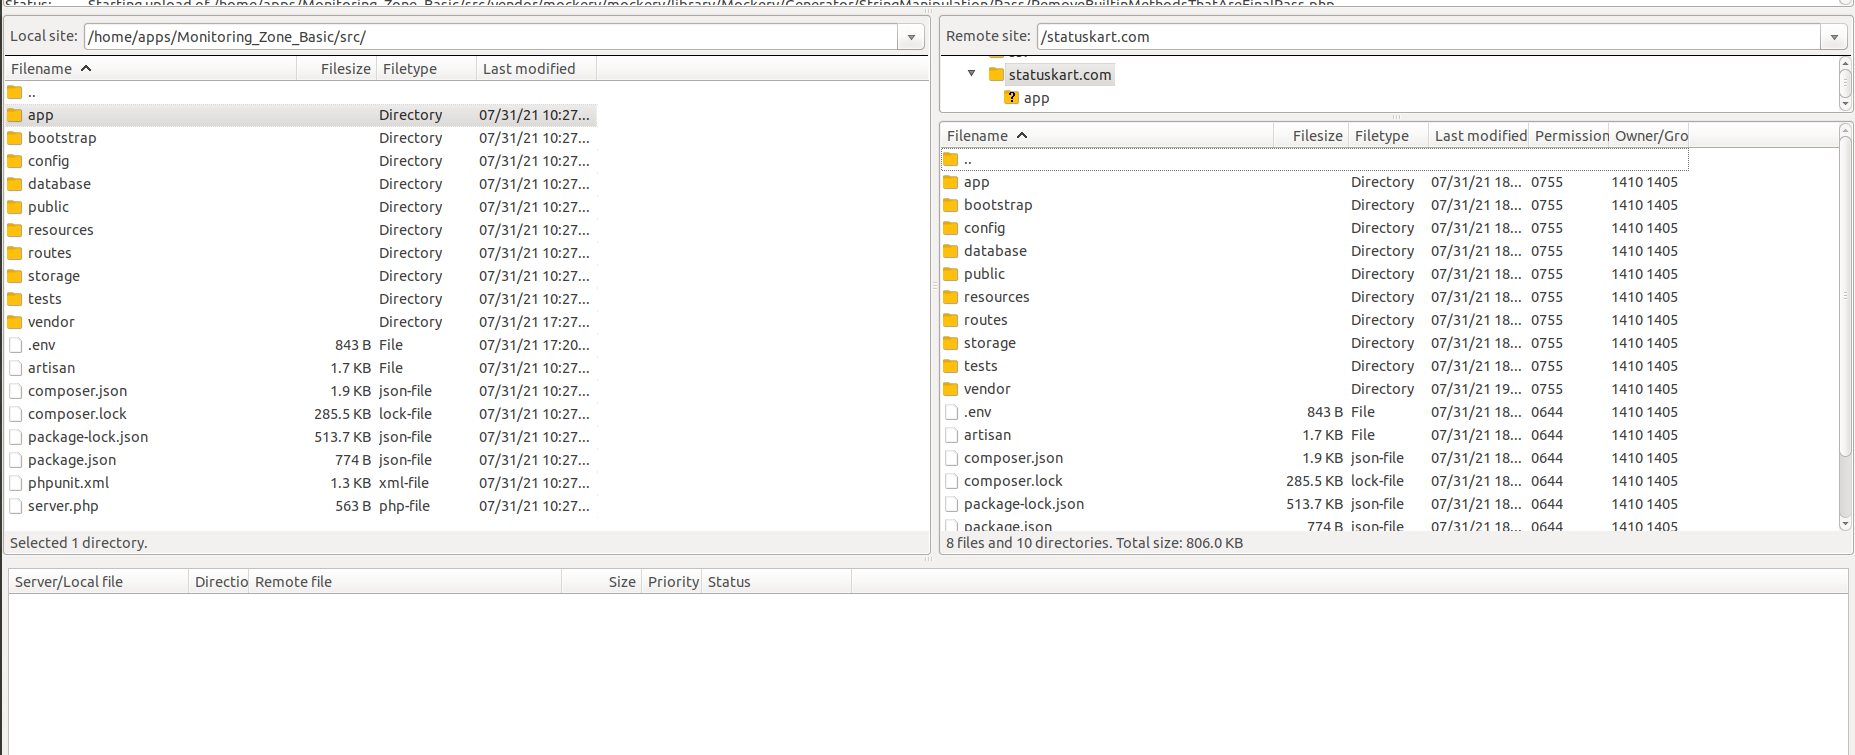 Status: Starting upload of /home/apps/Monitoring_Zone_Basic/src/vendor/mockery/mockery/library/Mockery/Generator/StringManipulation/Pass/RemoveBuiltinMethodsThatAreFinalPass.php
Local site: /home/apps/Monitoring_Zone_Basic/src/
Filename Filesize Filetype Last modified
..
app Directory 07/31/21 10:27...
bootstrap Directory 07/31/21 10:27...
config Directory 07/31/21 10:27...
database Directory 07/31/21 10:27...
public Directory 07/31/21 10:27...
resources Directory 07/31/21 10:27...
routes Directory 07/31/21 10:27...
storage Directory 07/31/21 10:27...
tests Directory 07/31/21 10:27...
vendor Directory 07/31/21 17:27...
.env 843 B File 07/31/21 17:20...
artisan 1.7 KB File 07/31/21 10:27...
composer.json 1.9 KB json-file 07/31/21 10:27...
composer.lock 285.5 KB lock-file 07/31/21 10:27...
package-lock.json 513.7 KB json-file 07/31/21 10:27...
package.json 774 B json-file 07/31/21 10:27...
phpunit.xml 1.3 KB xml-file 07/31/21 10:27...
server.php 563 B php-file 07/31/21 10:27...
Selected 1 directory.
Remote site: /statuskart.com
statuskart.com
? app
Filename Filesize Filetype Last modified Permission Owner/Gro
..
app Directory 07/31/21 18... 0755 1410 1405
bootstrap Directory 07/31/21 18... 0755 1410 1405
config Directory 07/31/21 18... 0755 1410 1405
database Directory 07/31/21 18... 0755 1410 1405
public Directory 07/31/21 18... 0755 1410 1405
resources Directory 07/31/21 18... 0755 1410 1405
routes Directory 07/31/21 18... 0755 1410 1405
storage Directory 07/31/21 18... 0755 1410 1405
tests Directory 07/31/21 18... 0755 1410 1405
vendor Directory 07/31/21 19... 0755 1410 1405
.env 843 B File 07/31/21 18... 0644 1410 1405
artisan 1.7 KB File 07/31/21 18... 0644 1410 1405
composer.json 1.9 KB json-file 07/31/21 18... 0644 1410 1405
composer.lock 285.5 KB lock-file 07/31/21 18... 0644 1410 1405
package-lock.json 513.7 KB json-file 07/31/21 18... 0644 1410 1405
package.json 774 B json-file 07/31/21 18... 0644 1410 1405
8 files and 10 directories. Total size: 806.0 KB
Server/Local file Directio Remote file Size Priority Status